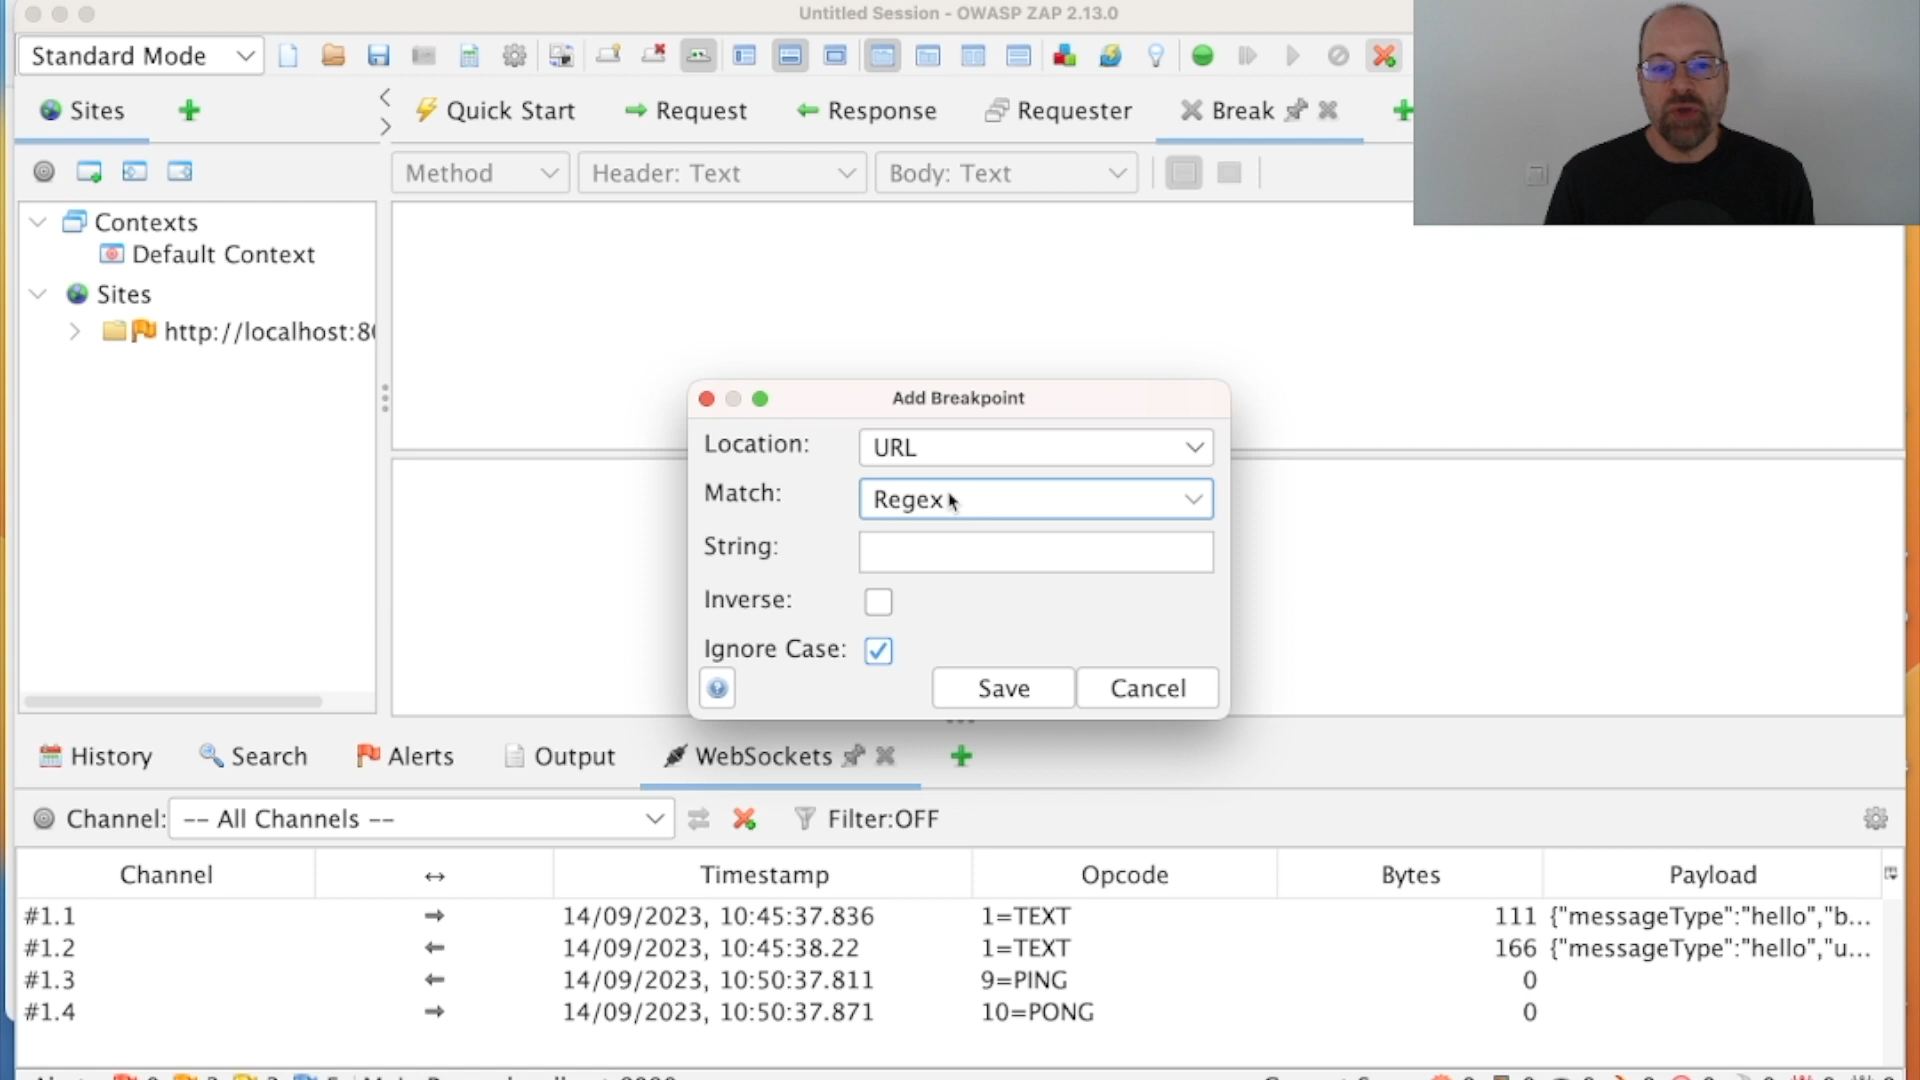 Untitled Session - OWASP ZAP 2.13.0
Standard Mode
Sites
Quick Start
Request
Response
Requester
Break
Method
Header: Text
Body: Text
Contexts
Default Context
Sites
http://localhost:80
Add Breakpoint
Location:
URL
Match:
Regex
String:
Inverse:
Ignore Case:
Save
Cancel
History
Search
Alerts
Output
WebSockets
Channel:
-- All Channels --
Filter:OFF
Channel
Timestamp
Opcode
Bytes
Payload
#1.1 14/09/2023, 10:45:37.836 1=TEXT 111 {"messageType":"hello","b...
#1.2 14/09/2023, 10:45:38.22 1=TEXT 166 {"messageType":"hello","u...
#1.3 14/09/2023, 10:50:37.811 9=PING 0
#1.4 14/09/2023, 10:50:37.871 10=PONG 0